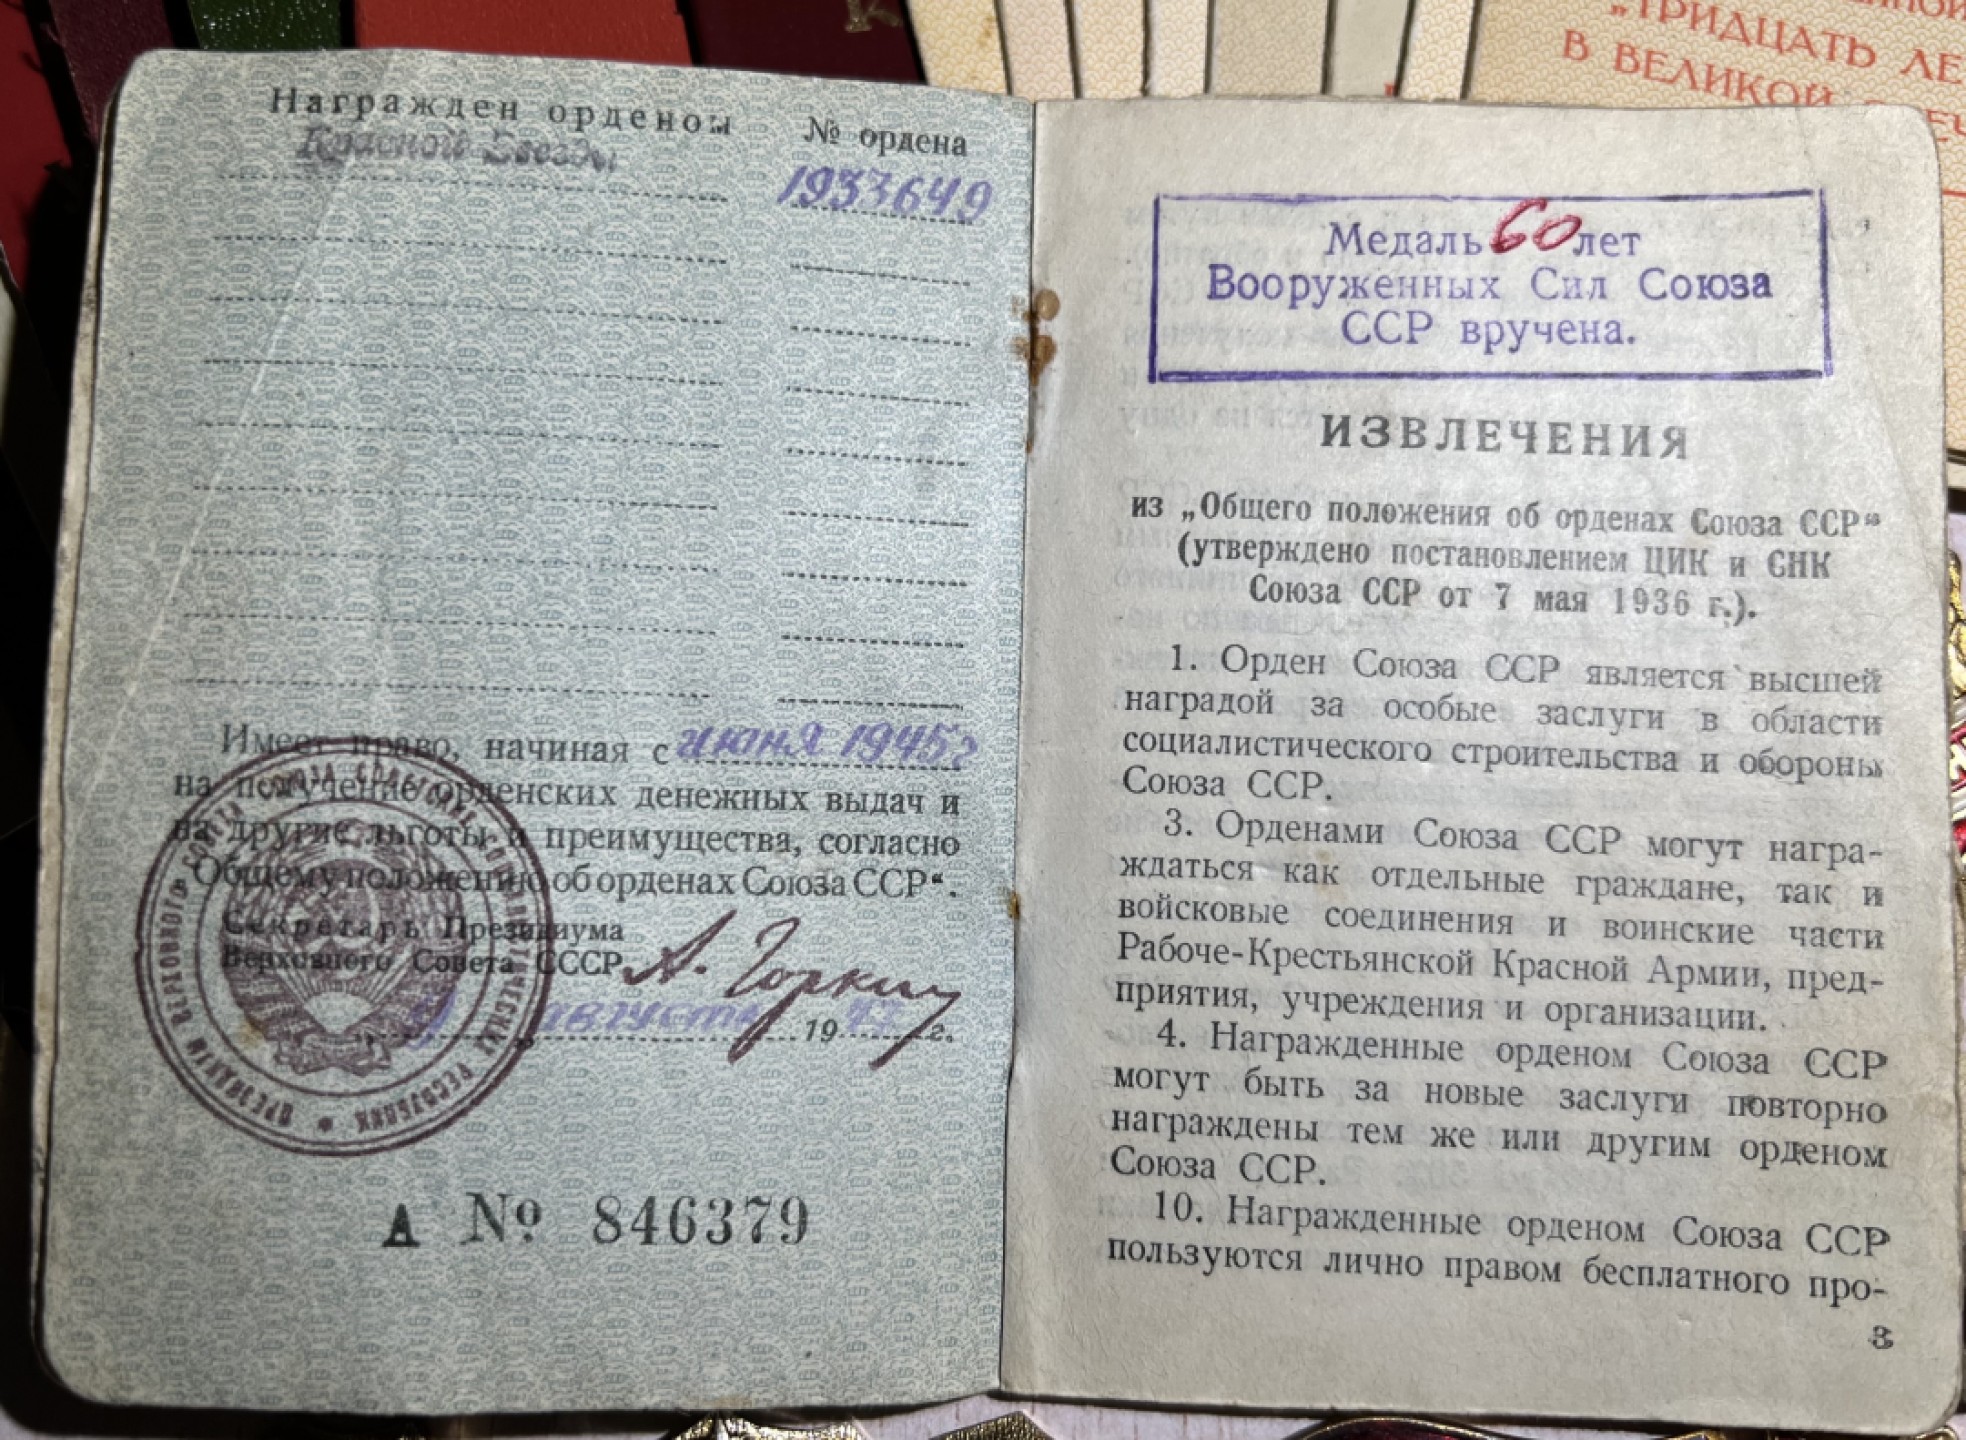 „ТРИДЦАТЬ ЛЕ
В ВЕЛИКОЙ
Награжден орденом № ордена
Красной Звезды 1933649
Имеет право, начиная с июня 1945 г
на получение орденских денежных выдач и
на другие льготы и преимущества, согласно
„Общему положению об орденах Союза ССР“.
Секретарь Президиума
Верховного Совета СССР А. Горкин
августа 1947 г.
А № 846379
Медаль 60 лет
Вооруженных Сил Союза
ССР вручена.
ИЗВЛЕЧЕНИЯ
из „Общего положения об орденах Союза ССР“
(утверждено постановлением ЦИК и СНК
Союза ССР от 7 мая 1936 г.).
1. Орден Союза ССР является высшей
наградой за особые заслуги в области
социалистического строительства и обороны
Союза ССР.
3. Орденами Союза ССР могут награ-
ждаться как отдельные граждане, так и
войсковые соединения и воинские части
Рабоче-Крестьянской Красной Армии, пред-
приятия, учреждения и организации.
4. Награжденные орденом Союза ССР
могут быть за новые заслуги повторно
награждены тем же или другим орденом
Союза ССР.
10. Награжденные орденом Союза ССР
пользуются лично правом бесплатного про-
3